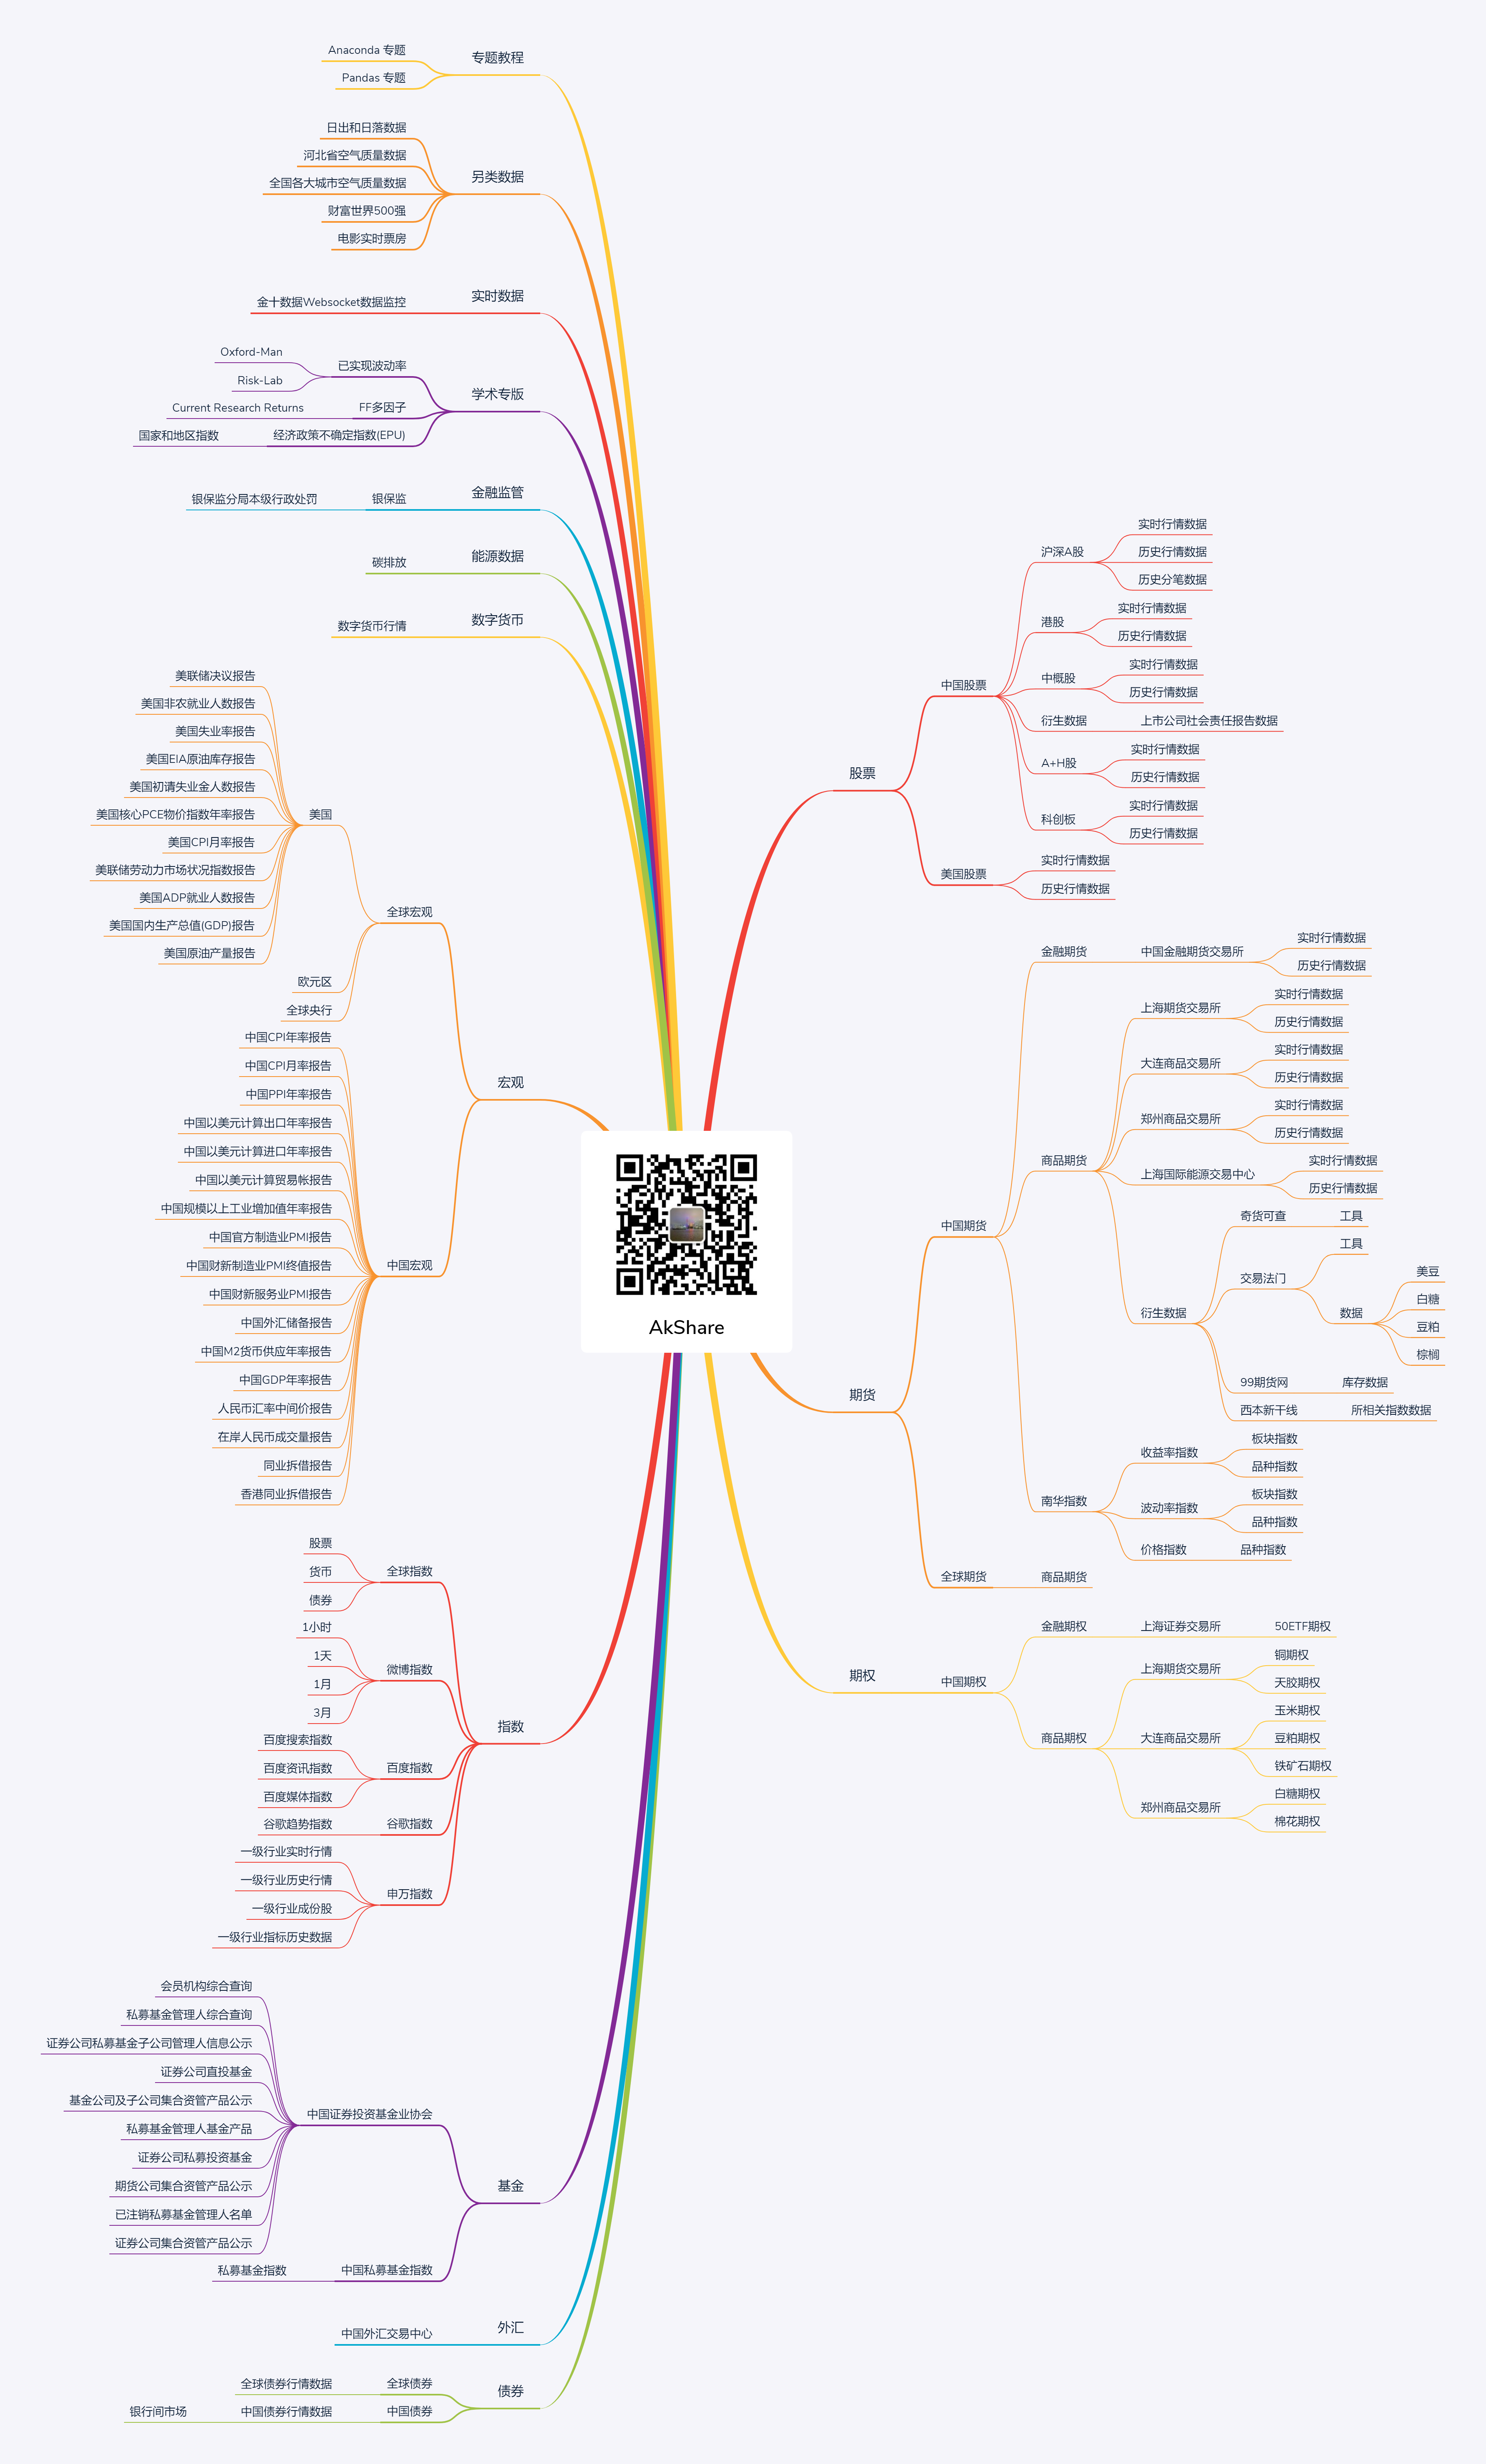 专题教程
Anaconda 专题
Pandas 专题
另类数据
日出和日落数据
河北省空气质量数据
全国各大城市空气质量数据
财富世界500强
电影实时票房
实时数据
金十数据Websocket数据监控
学术专版
已实现波动率
Oxford-Man
Risk-Lab
FF多因子
Current Research Returns
经济政策不确定指数(EPU)
国家和地区指数
金融监管
银保监
银保监分局本级行政处罚
能源数据
碳排放
数字货币
数字货币行情
宏观
全球宏观
美国
美联储决议报告
美国非农就业人数报告
美国失业率报告
美国EIA原油库存报告
美国初请失业金人数报告
美国核心PCE物价指数年率报告
美国CPI月率报告
美联储劳动力市场状况指数报告
美国ADP就业人数报告
美国国内生产总值(GDP)报告
美国原油产量报告
欧元区
全球央行
中国宏观
中国CPI年率报告
中国CPI月率报告
中国PPI年率报告
中国以美元计算出口年率报告
中国以美元计算进口年率报告
中国以美元计算贸易帐报告
中国规模以上工业增加值年率报告
中国官方制造业PMI报告
中国财新制造业PMI终值报告
中国财新服务业PMI报告
中国外汇储备报告
中国M2货币供应年率报告
中国GDP年率报告
人民币汇率中间价报告
在岸人民币成交量报告
同业拆借报告
香港同业拆借报告
指数
全球指数
股票
货币
债券
微博指数
1小时
1天
1月
3月
百度指数
百度搜索指数
百度资讯指数
百度媒体指数
谷歌指数
谷歌趋势指数
申万指数
一级行业实时行情
一级行业历史行情
一级行业成份股
一级行业指标历史数据
基金
中国证券投资基金业协会
会员机构综合查询
私募基金管理人综合查询
证券公司私募基金子公司管理人信息公示
证券公司直投基金
基金公司及子公司集合资管产品公示
私募基金管理人基金产品
证券公司私募投资基金
期货公司集合资管产品公示
已注销私募基金管理人名单
证券公司集合资管产品公示
中国私募基金指数
私募基金指数
外汇
中国外汇交易中心
债券
全球债券
全球债券行情数据
中国债券
中国债券行情数据
银行间市场
AkShare
股票
中国股票
沪深A股
实时行情数据
历史行情数据
历史分笔数据
港股
实时行情数据
历史行情数据
中概股
实时行情数据
历史行情数据
衍生数据
上市公司社会责任报告数据
A+H股
实时行情数据
历史行情数据
科创板
实时行情数据
历史行情数据
美国股票
实时行情数据
历史行情数据
期货
中国期货
金融期货
中国金融期货交易所
实时行情数据
历史行情数据
商品期货
上海期货交易所
实时行情数据
历史行情数据
大连商品交易所
实时行情数据
历史行情数据
郑州商品交易所
实时行情数据
历史行情数据
上海国际能源交易中心
实时行情数据
历史行情数据
衍生数据
奇货可查
工具
交易法门
工具
数据
美豆
白糖
豆粕
棕榈
99期货网
库存数据
西本新干线
所相关指数数据
南华指数
收益率指数
板块指数
品种指数
波动率指数
板块指数
品种指数
价格指数
品种指数
全球期货
商品期货
期权
中国期权
金融期权
上海证券交易所
50ETF期权
商品期权
上海期货交易所
铜期权
天胶期权
大连商品交易所
玉米期权
豆粕期权
铁矿石期权
郑州商品交易所
白糖期权
棉花期权